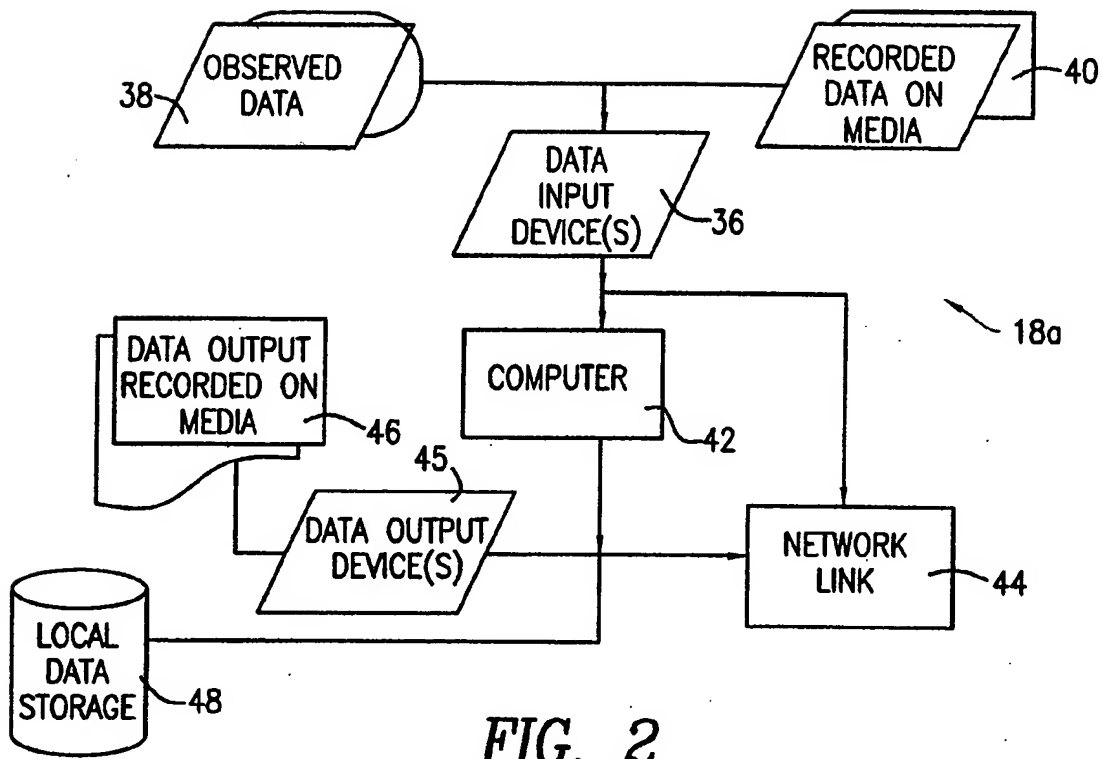 OBSERVED
DATA
38
RECORDED
DATA ON
MEDIA
40
DATA
INPUT
DEVICE(S)
36
18a
DATA OUTPUT
RECORDED ON
MEDIA
46
COMPUTER
42
45
DATA OUTPUT
DEVICE(S)
NETWORK
LINK
44
LOCAL
DATA
STORAGE
48
FIG. 2